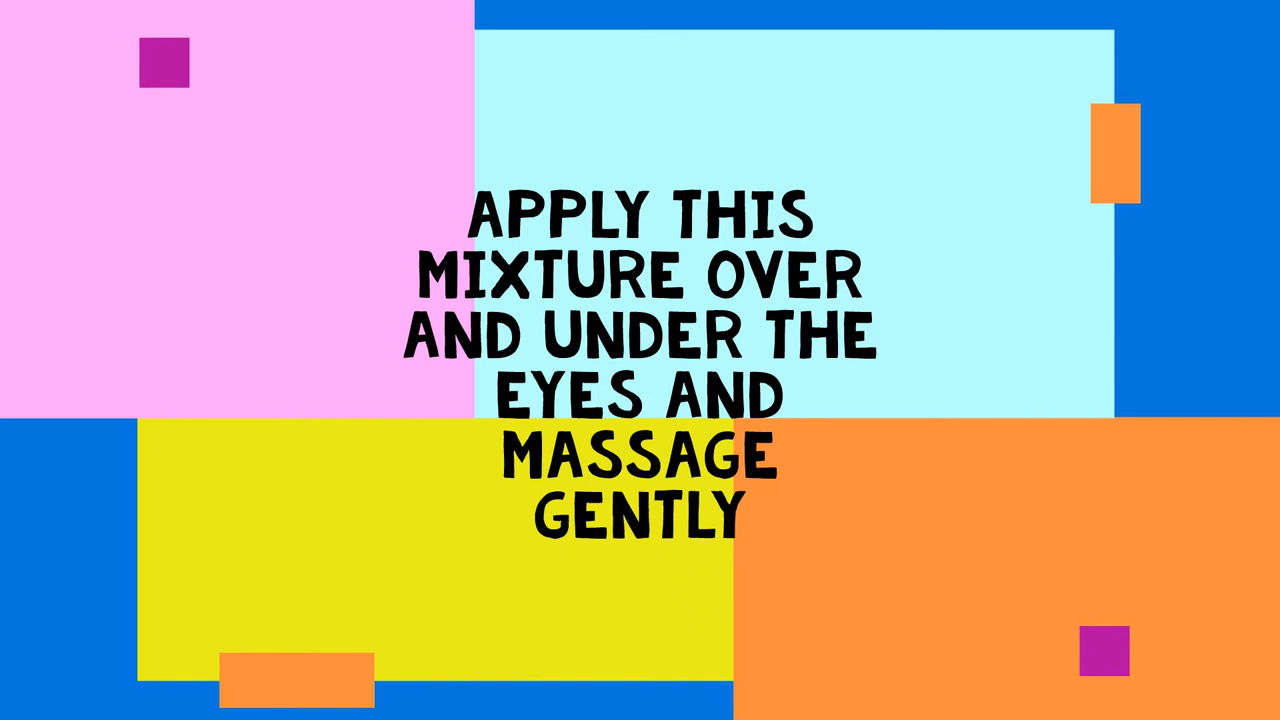 APPLY THIS
MIXTURE OVER
AND UNDER THE
EYES AND
MASSAGE
GENTLY